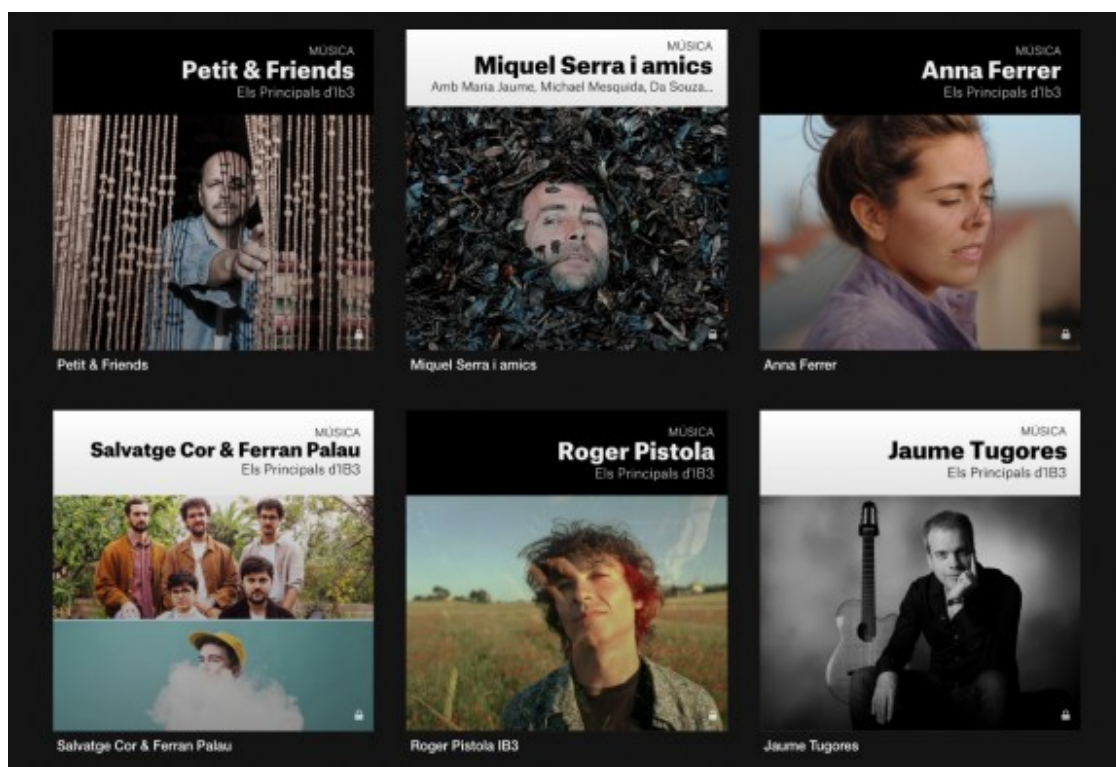 MÚSICA
Petit & Friends
Els Principals d'Ib3
Petit & Friends
MÚSICA
Miquel Serra i amics
Amb Maria Jaume, Michael Mesquida, Da Souza...
Miquel Serra i amics
MÚSICA
Anna Ferrer
Els Principals d'Ib3
Anna Ferrer
MÚSICA
Salvatge Cor & Ferran Palau
Els Principals d'IB3
Salvatge Cor & Ferran Palau
MÚSICA
Roger Pistola
Els Principals d'IB3
Roger Pistola IB3
MÚSICA
Jaume Tugores
Els Principals d'IB3
Jaume Tugores